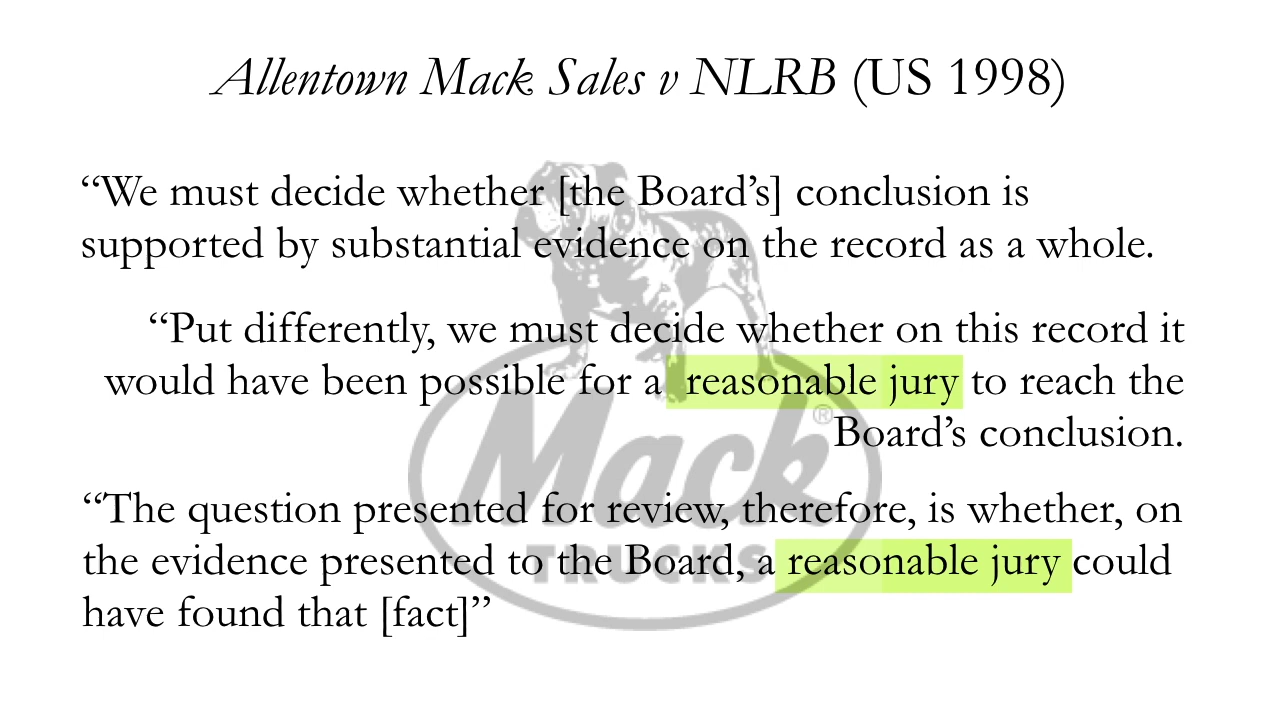 Allentown Mack Sales v NLRB (US 1998)
“We must decide whether [the Board’s] conclusion is
supported by substantial evidence on the record as a whole.
“Put differently, we must decide whether on this record it
would have been possible for a reasonable jury to reach the
Board’s conclusion.
“The question presented for review, therefore, is whether, on
the evidence presented to the Board, a reasonable jury could
have found that [fact]”
Mack®
TRUCKS